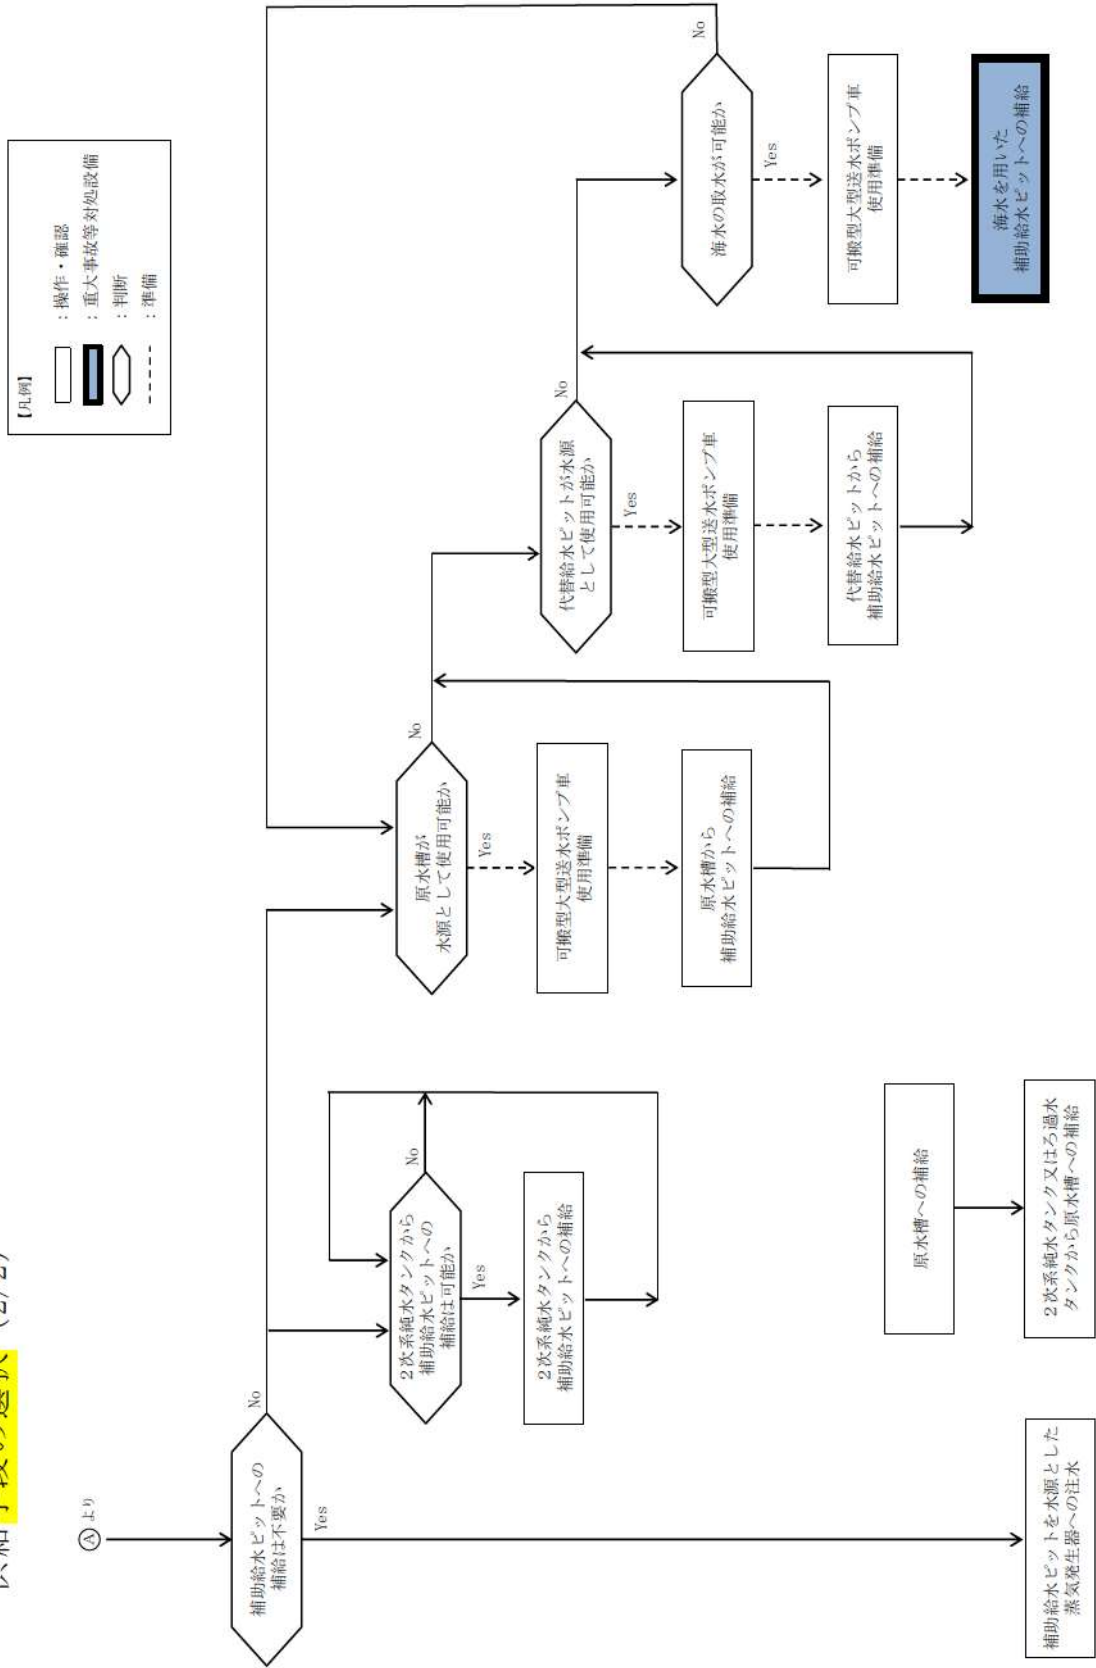 手段の選択
(2/2)
Ⓐより
補助給水ピットへの
補給は不要か
No
Yes
補助給水ピットを水源とした
蒸気発生器への注水
2次系純水タンクから
補助給水ピットへの
補給は可能か
No
Yes
2次系純水タンクから
補助給水ピットへの補給
原水槽への補給
2次系純水タンク又はろ過水
タンクから原水槽への補給
原水槽が
水源として使用可能か
No
Yes
可搬型大型送水ポンプ車
使用準備
原水槽から
補助給水ピットへの補給
代替給水ピットが水源
として使用可能か
No
Yes
可搬型大型送水ポンプ車
使用準備
代替給水ピットから
補助給水ピットへの補給
海水の取水が可能か
No
Yes
可搬型大型送水ポンプ車
使用準備
海水を用いた
補助給水ピットへの補給
【凡例】
：操作・確認
：重大事故等対処設備
：判断
：準備